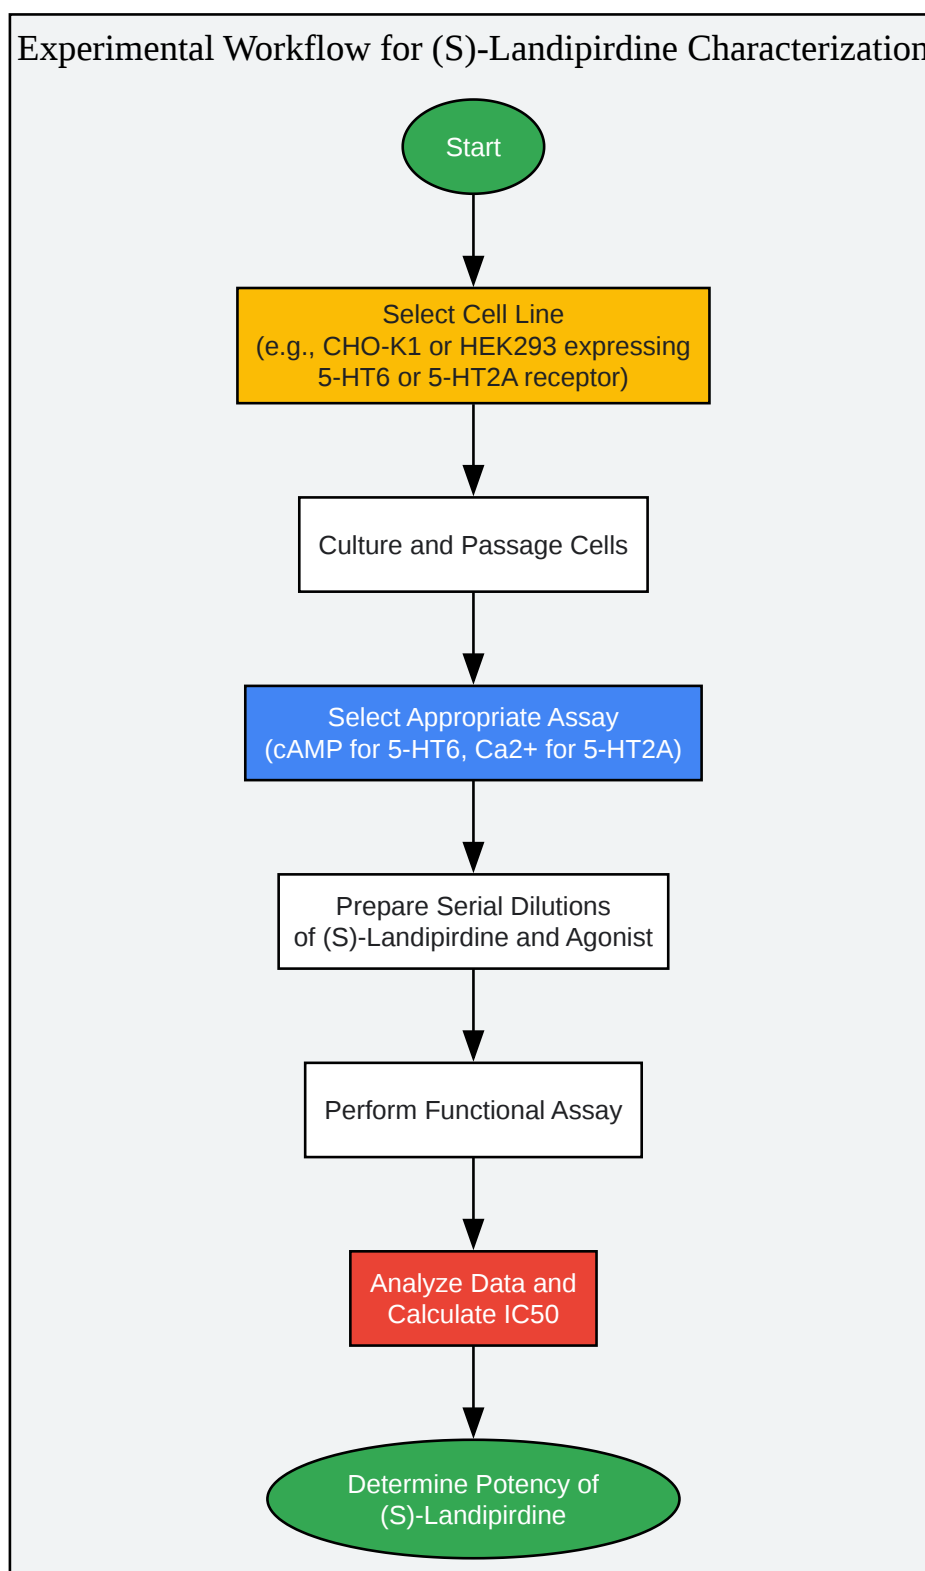 Experimental Workflow for (S)-Landipirdine Characterization
Start
Select Cell Line
(e.g., CHO-K1 or HEK293 expressing
5-HT6 or 5-HT2A receptor)
Culture and Passage Cells
Select Appropriate Assay
(cAMP for 5-HT6, Ca2+ for 5-HT2A)
Prepare Serial Dilutions
of (S)-Landipirdine and Agonist
Perform Functional Assay
Analyze Data and
Calculate IC50
Determine Potency of
(S)-Landipirdine